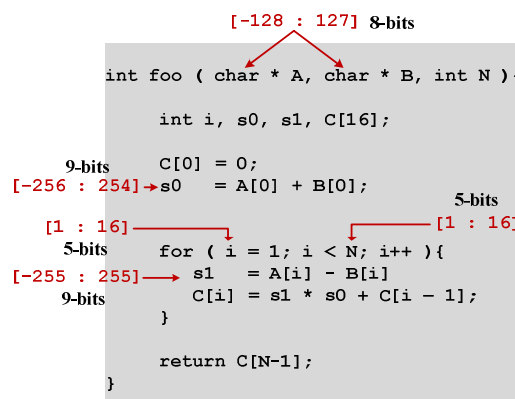 [-128 : 127] 8-bits
int foo ( char * A, char * B, int N ){
int i, s0, s1, C[16];
C[0] = 0;
9-bits
[-256 : 254] s0 = A[0] + B[0];
5-bits
[1 : 16] [1 : 16]
5-bits
for ( i = 1; i < N; i++ ){
[-255 : 255] s1 = A[i] - B[i]
9-bits
C[i] = s1 * s0 + C[i - 1];
}
return C[N-1];
}